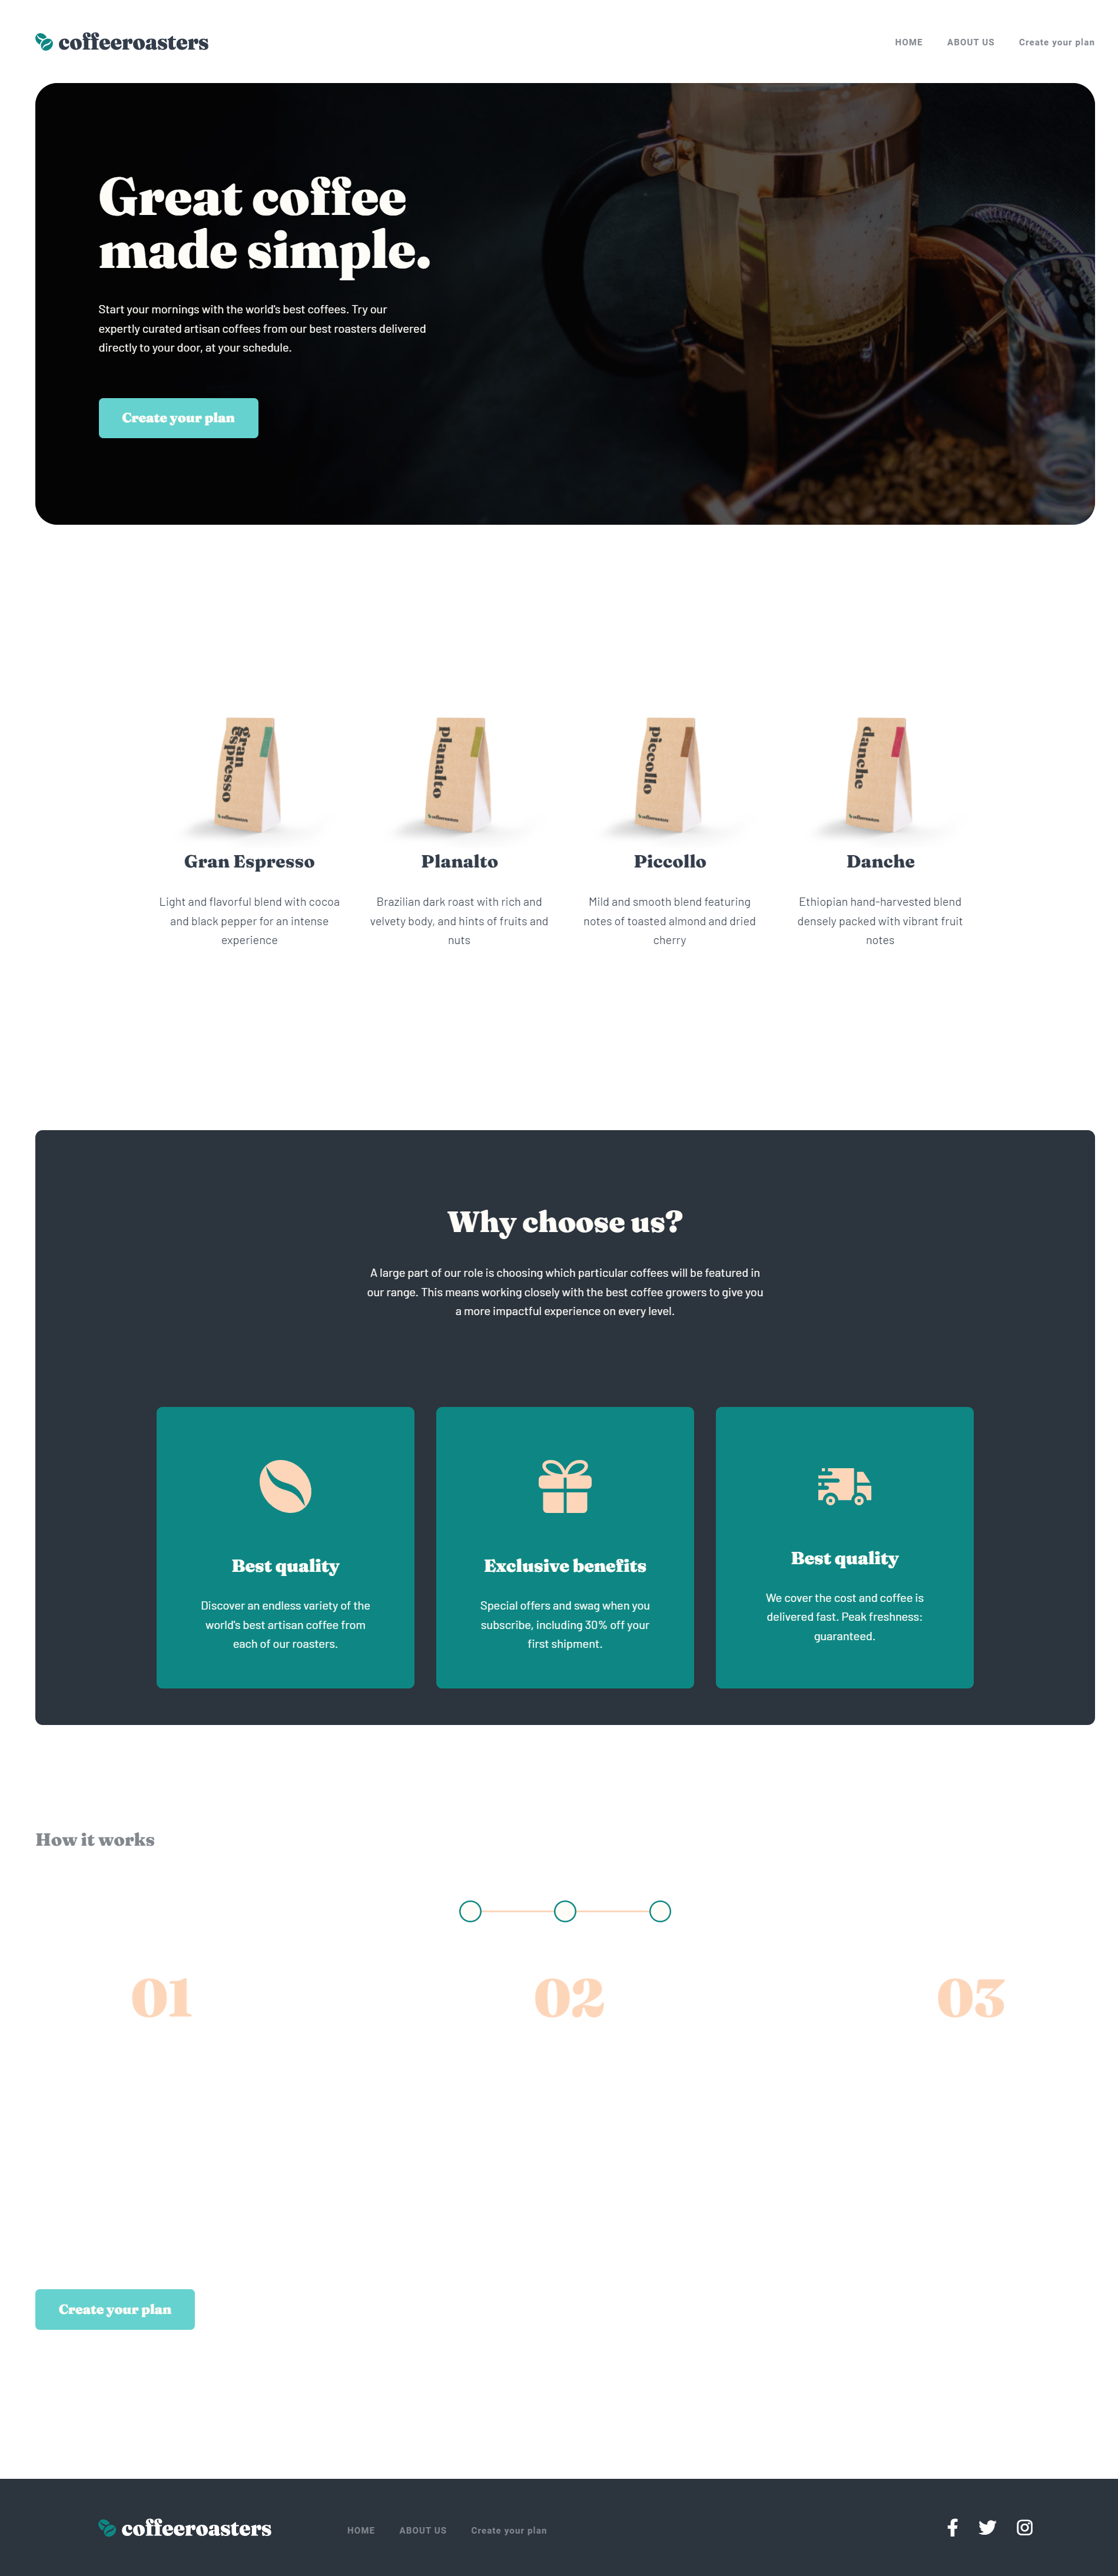 coffeeroasters
HOME ABOUT US Create your plan
Great coffee
made simple.
Start your mornings with the world's best coffees. Try our
expertly curated artisan coffees from our best roasters delivered
directly to your door, at your schedule.
Create your plan
gran
espresso
coffeeroasters
planalto
coffeeroasters
piccollo
coffeeroasters
danche
coffeeroasters
Gran Espresso
Light and flavorful blend with cocoa
and black pepper for an intense
experience
Planalto
Brazilian dark roast with rich and
velvety body, and hints of fruits and
nuts
Piccollo
Mild and smooth blend featuring
notes of toasted almond and dried
cherry
Danche
Ethiopian hand-harvested blend
densely packed with vibrant fruit
notes
Why choose us?
A large part of our role is choosing which particular coffees will be featured in
our range. This means working closely with the best coffee growers to give you
a more impactful experience on every level.
Best quality
Discover an endless variety of the
world's best artisan coffee from
each of our roasters.
Exclusive benefits
Special offers and swag when you
subscribe, including 30% off your
first shipment.
Best quality
We cover the cost and coffee is
delivered fast. Peak freshness:
guaranteed.
How it works
01
02
03
Create your plan
coffeeroasters
HOME ABOUT US Create your plan